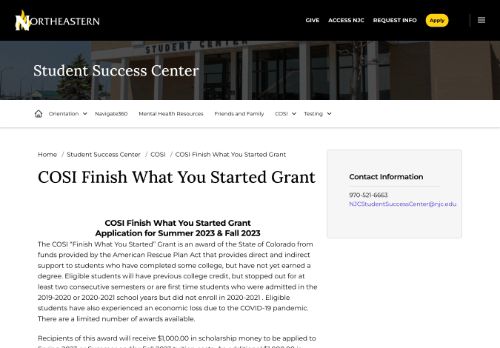 NORTHEASTERN
GIVE ACCESS NJC REQUEST INFO Apply
STUDENT CENTER
Student Success Center
Orientation Navigate360 Mental Health Resources Friends and Family COSI Testing
Home / Student Success Center / COSI / COSI Finish What You Started Grant
COSI Finish What You Started Grant
Contact Information
970-521-6663
NJCStudentSuccessCenter@njc.edu
COSI Finish What You Started Grant
Application for Summer 2023 & Fall 2023
The COSI "Finish What You Started" Grant is an award of the State of Colorado from
funds provided by the American Rescue Plan Act that provides direct and indirect
support to students who have completed some college, but have not yet earned a
degree. Eligible students will have previous college credit, but stopped out for at
least two consecutive semesters or are first time students who were admitted in the
2019-2020 or 2020-2021 school years but did not enroll in 2020-2021 . Eligible
students have also experienced an economic loss due to the COVID-19 pandemic.
There are a limited number of awards available.
Recipients of this award will receive $1,000.00 in scholarship money to be applied to